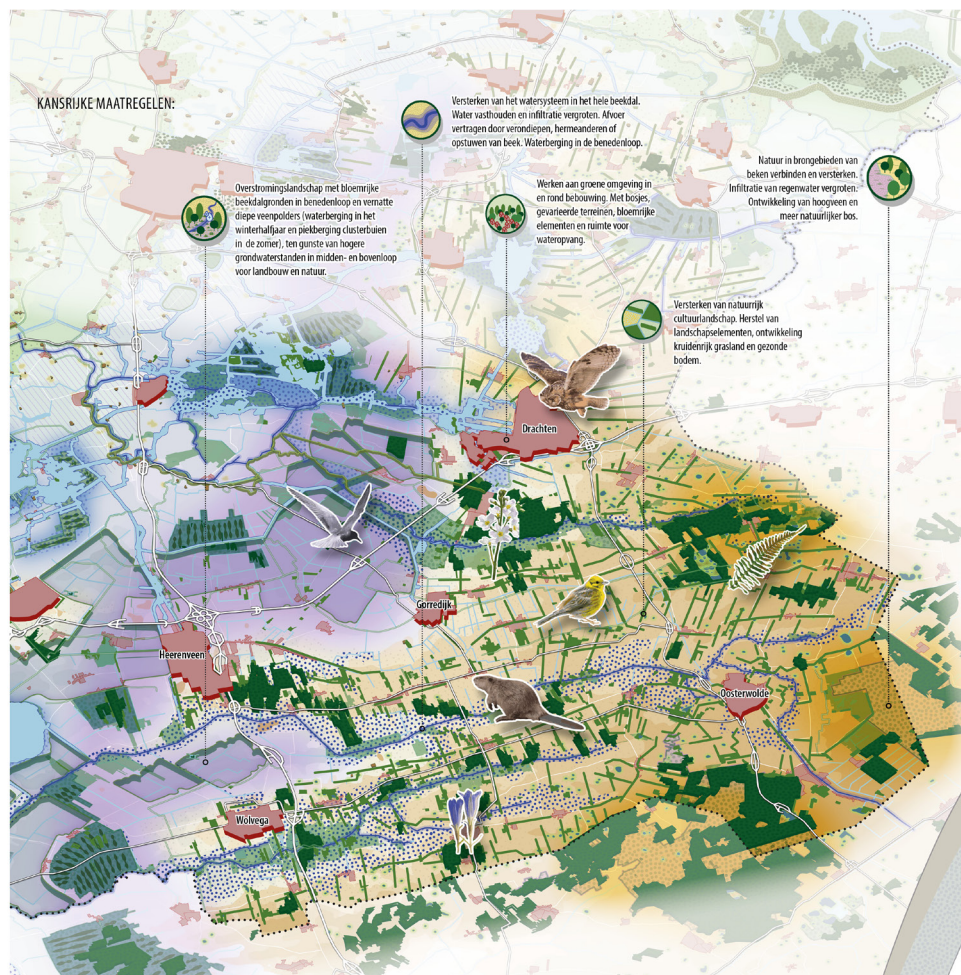 KANSRIJKE MAATREGELEN:
Versterken van het watersysteem in het hele beekdal.
Water vasthouden en infiltratie vergroten. Afvoer
vertragen door verondiepen, hermeanderen of
opstuwen van beek. Waterberging in de benedenloop.
Natuur in brongebieden van
beken verbinden en versterken.
Infiltratie van regenwater vergroten.
Ontwikkeling van hoogveen en
meer natuurlijker bos.
Overstromingslandschap met bloemrijke
beekdalgronden in benedenloop en vernatte
diepe veenpolders (waterberging in het
winterhalfjaar en piekberging clusterbuien
in de zomer), ten gunste van hogere
grondwaterstanden in midden- en bovenloop
voor landbouw en natuur.
Werken aan groene omgeving in
en rond bebouwing. Met bosjes,
gevarieerde terreinen, bloemrijke
elementen en ruimte voor
wateropvang.
Versterken van natuurrijk
cultuurlandschap. Herstel van
landschapselementen, ontwikkeling
kruidenrijk grasland en gezonde
bodem.
Drachten
Gorredijk
Heerenveen
Oosterwolde
Wolvega